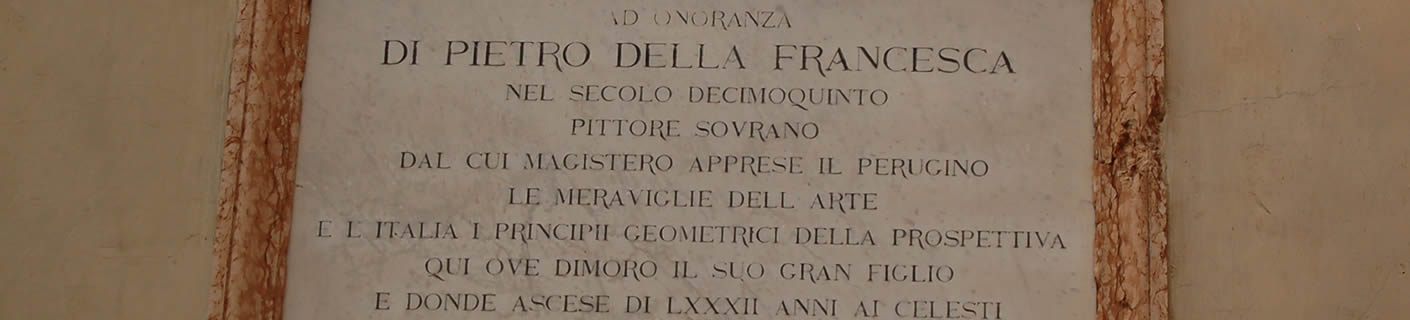 AD ONORANZA
DI PIETRO DELLA FRANCESCA
NEL SECOLO DECIMOQUINTO
PITTORE SOVRANO
DAL CUI MAGISTERO APPRESE IL PERUGINO
LE MERAVIGLIE DELL ARTE
E L ITALIA I PRINCIPII GEOMETRICI DELLA PROSPETTIVA
QUI OVE DIMORO IL SUO GRAN FIGLIO
E DONDE ASCESE DI LXXXII ANNI AI CELESTI